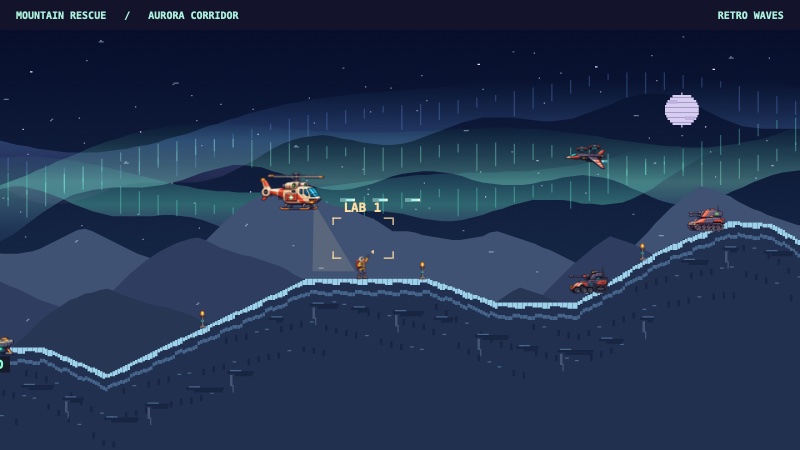 MOUNTAIN RESCUE / AURORA CORRIDOR
RETRO WAVES
LAB 1